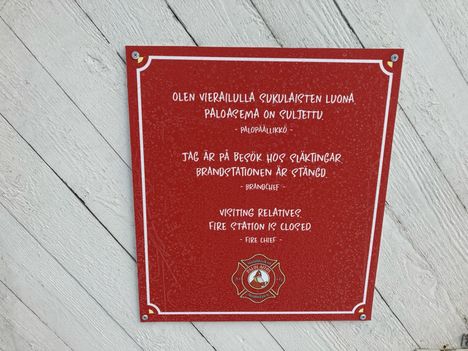 OLEN VIERAILULLA SUKULAISTEN LUONA
PALOASEMA ON SULJETTU
- PALOPÄÄLLIKKÖ -
JAG ÄR PÅ BESÖK HOS SLÄKTINGAR
BRANDSTATIONEN ÄR STÄNGD
- BRANDCHEF -
VISITING RELATIVES
FIRE STATION IS CLOSED
- FIRE CHIEF -